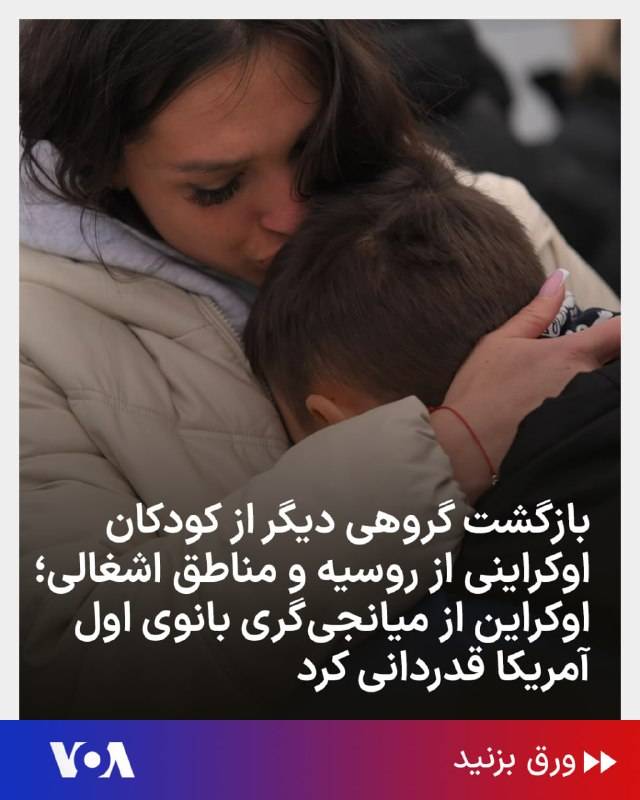 بازگشت گروهی دیگر از کودکان
اوکراینی از روسیه و مناطق اشغالی؛
اوکراین از میانجی‌گری بانوی اول
آمریکا قدردانی کرد
ورق بزنید
VOA